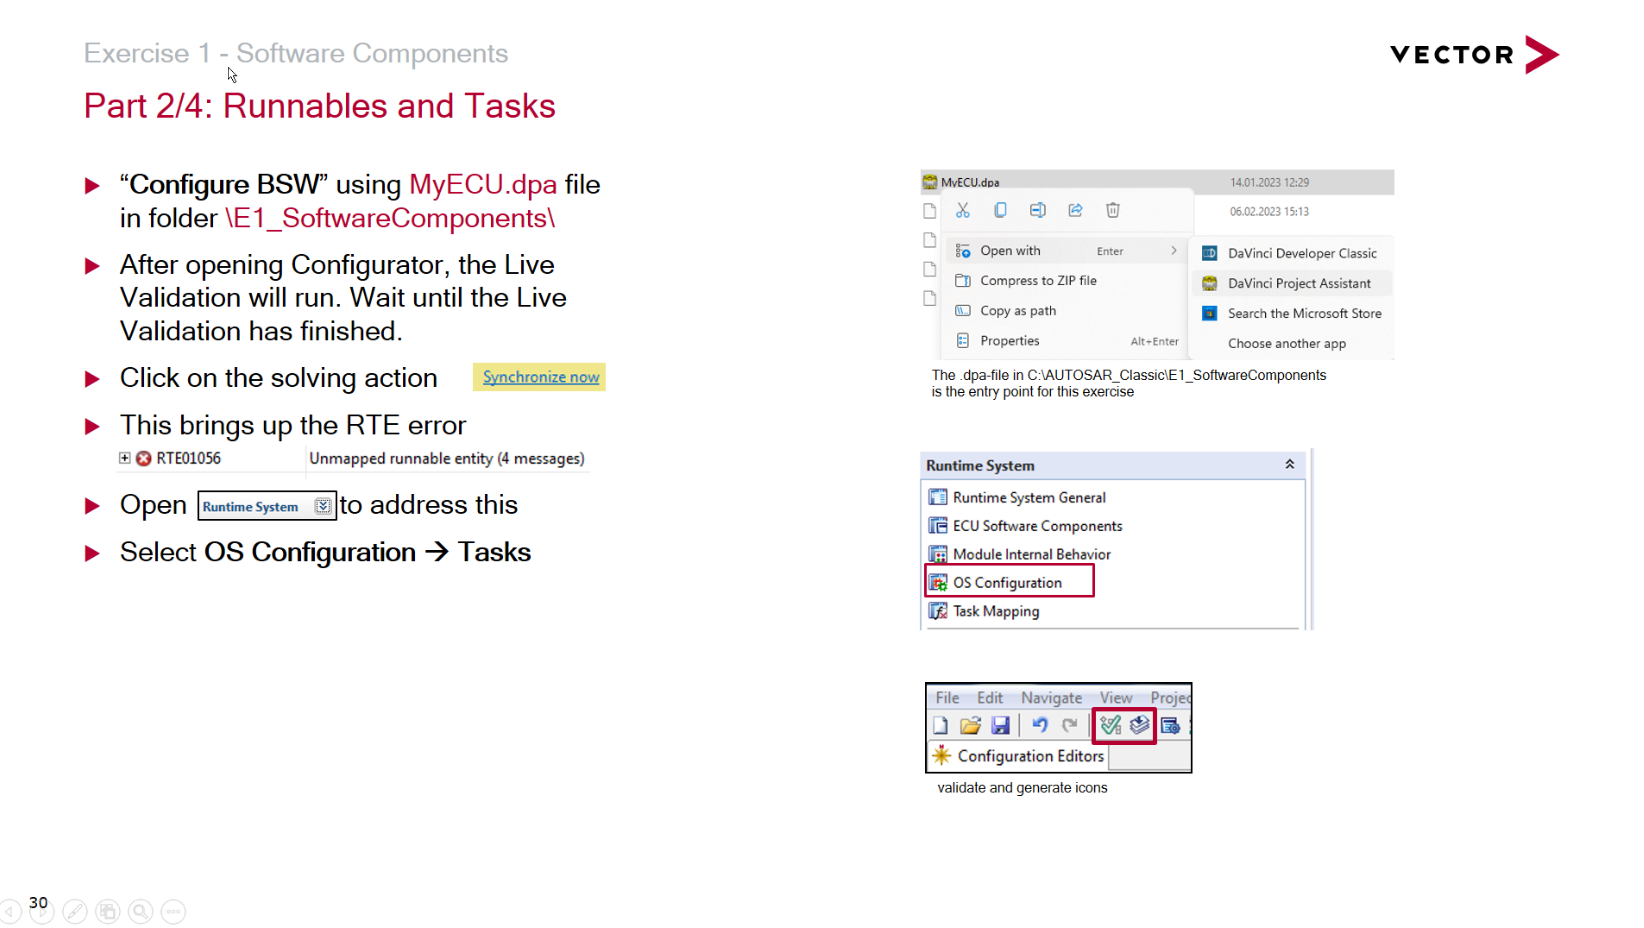 Exercise 1 - Software Components
VECTOR
Part 2/4: Runnables and Tasks
“Configure BSW” using MyECU.dpa file
in folder \E1_SoftwareComponents\
After opening Configurator, the Live
Validation will run. Wait until the Live
Validation has finished.
Click on the solving action Synchronize now
This brings up the RTE error
RTE01056 Unmapped runnable entity (4 messages)
Open Runtime System to address this
Select OS Configuration → Tasks
MyECU.dpa 14.01.2023 12:29
06.02.2023 15:13
Open with Enter
Compress to ZIP file
Copy as path
Properties Alt+Enter
DaVinci Developer Classic
DaVinci Project Assistant
Search the Microsoft Store
Choose another app
The .dpa-file in C:\AUTOSAR_Classic\E1_SoftwareComponents
is the entry point for this exercise
Runtime System
Runtime System General
ECU Software Components
Module Internal Behavior
OS Configuration
Task Mapping
File Edit Navigate View Projec
Configuration Editors
validate and generate icons
30